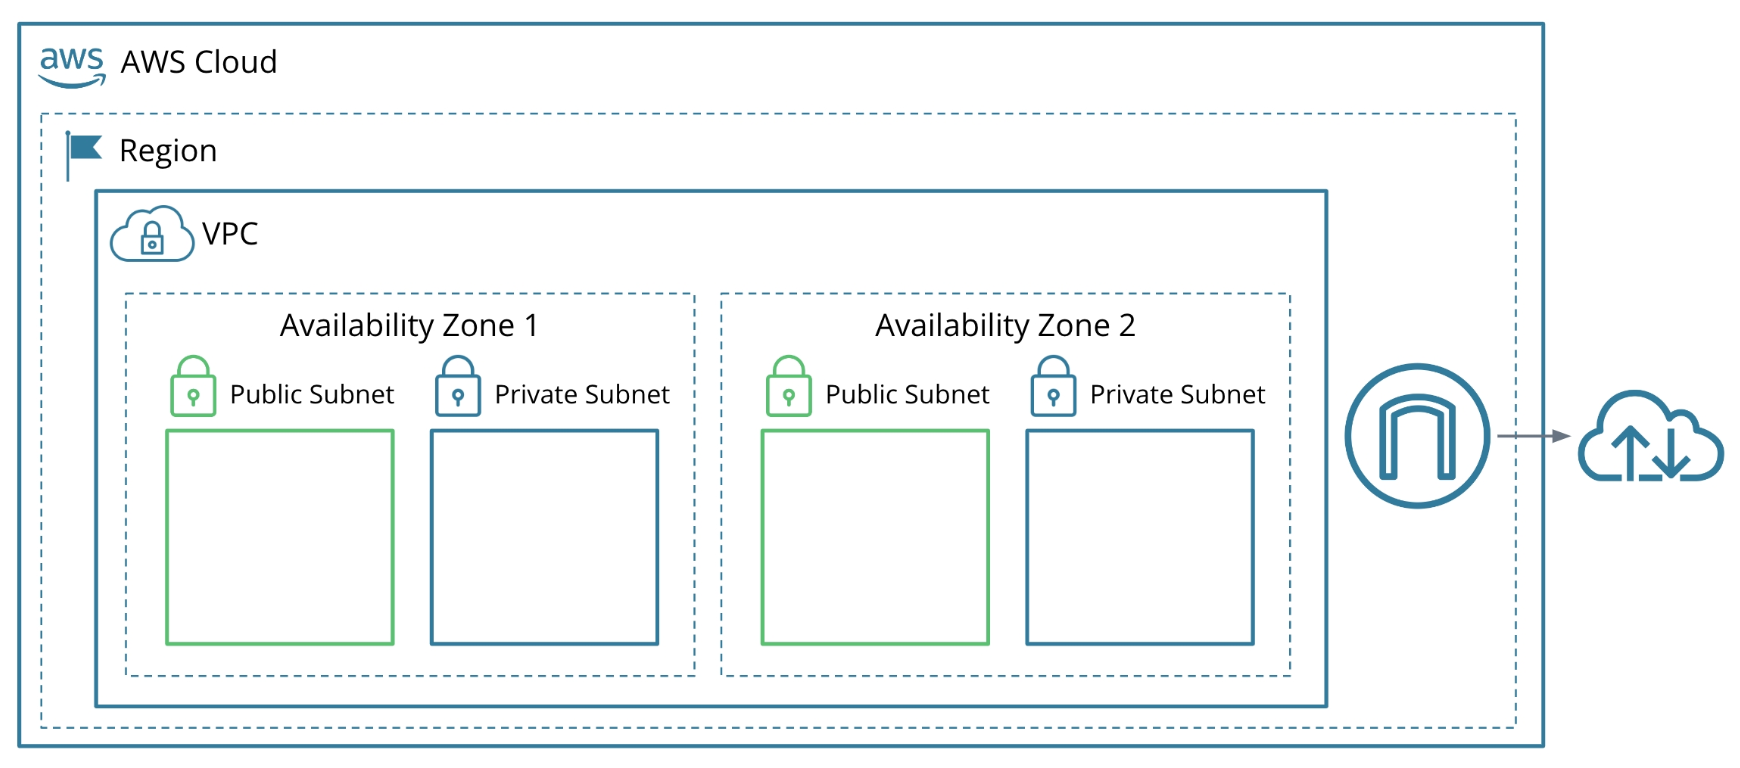 aws AWS Cloud
Region
VPC
Availability Zone 1
Public Subnet
Private Subnet
Availability Zone 2
Public Subnet
Private Subnet